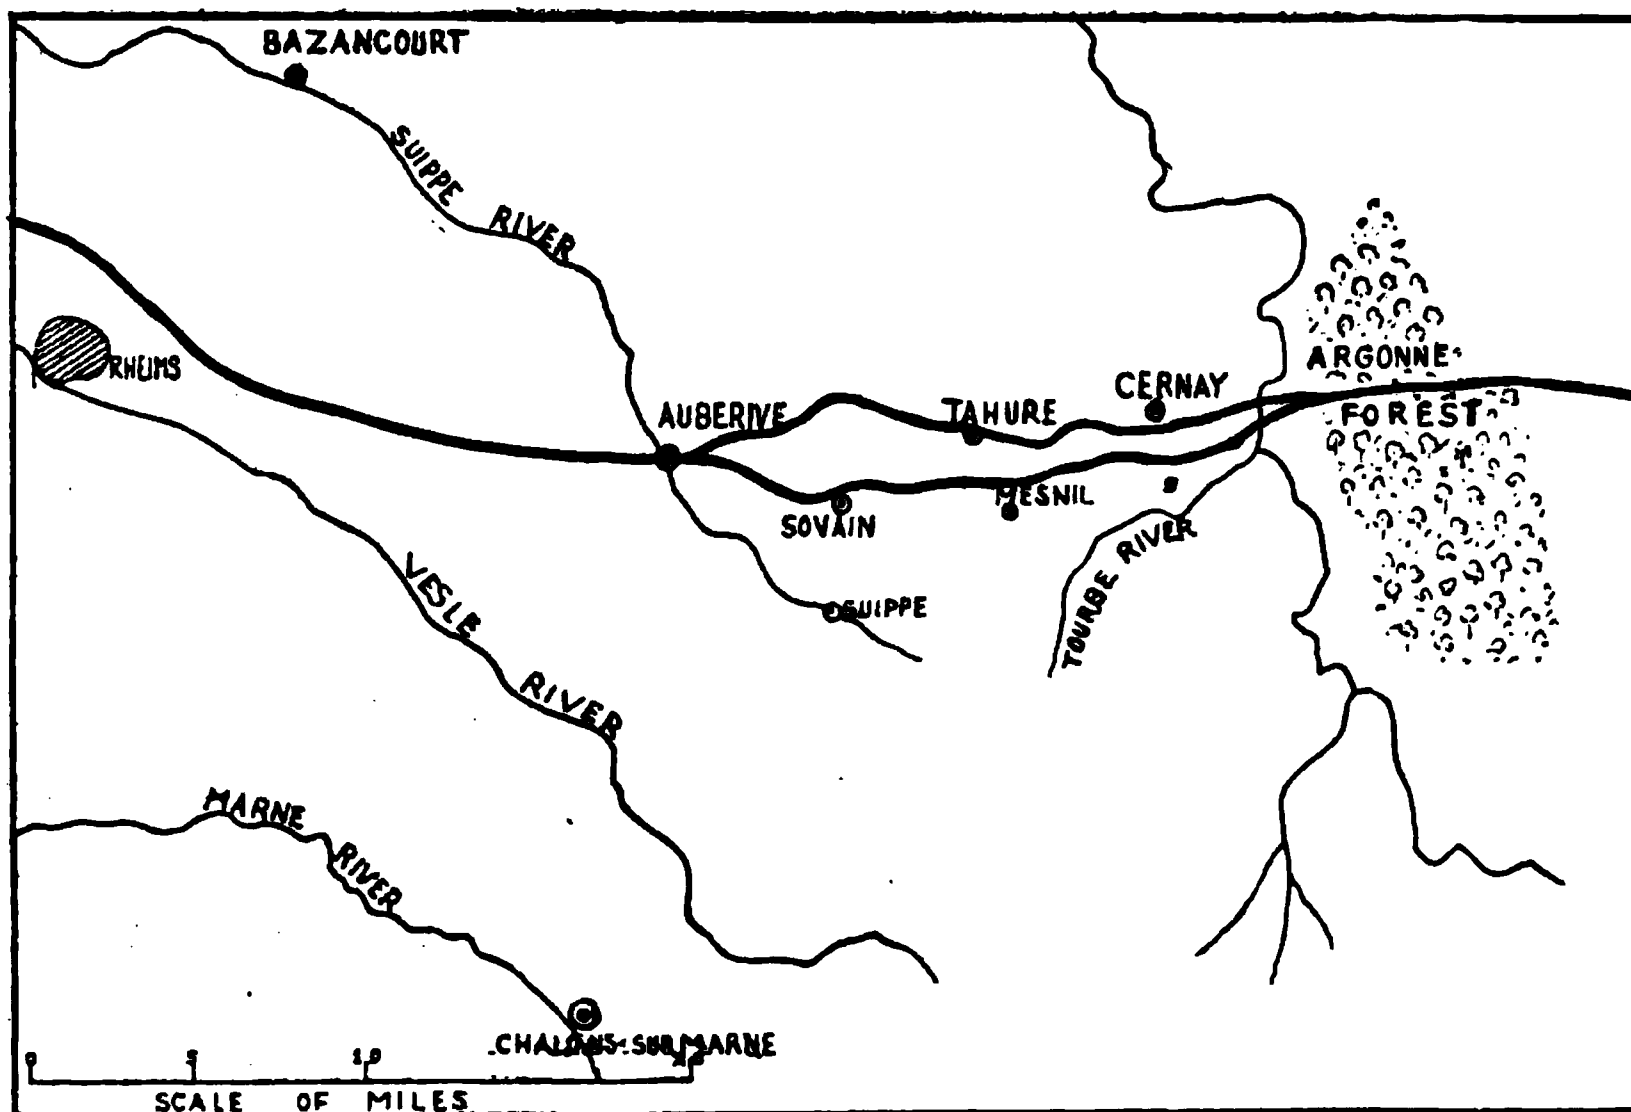 BAZANCOURT
SUIPPE RIVER
RHEIMS
AUBERIVE
TAHURE
CERNAY
ARGONNE
FOREST
SOVAIN
MESNIL
SUIPPE
TOURBE RIVER
VESLE RIVER
MARNE RIVER
CHALONS-SUR-MARNE
0 5 10
SCALE OF MILES